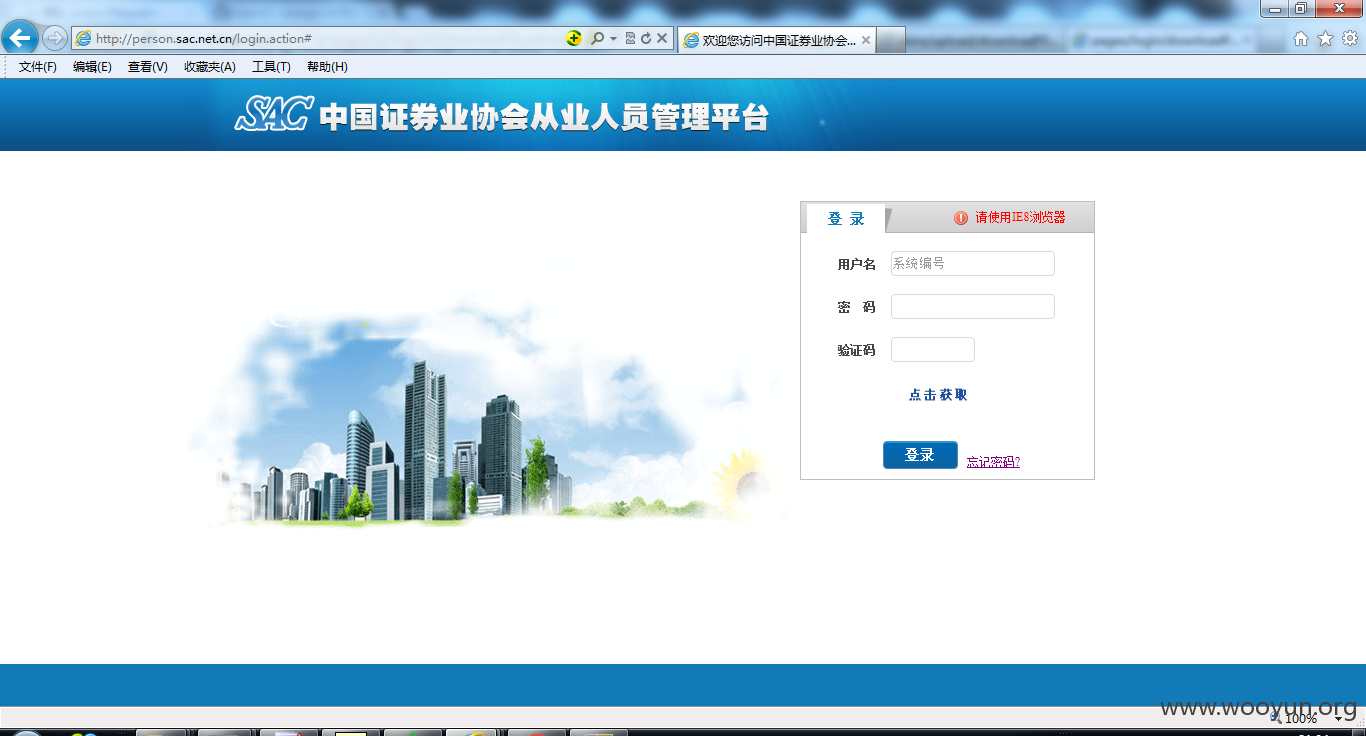 http://person.sac.net.cn/login.action#
欢迎您访问中国证券业协会...
文件(F) 编辑(E) 查看(V) 收藏夹(A) 工具(T) 帮助(H)
SAC 中国证券业协会从业人员管理平台
登 录
请使用IE8浏览器
用户名 系统编号
密 码
验证码
点击获取
登录 忘记密码?
www.wooyun.org
100%